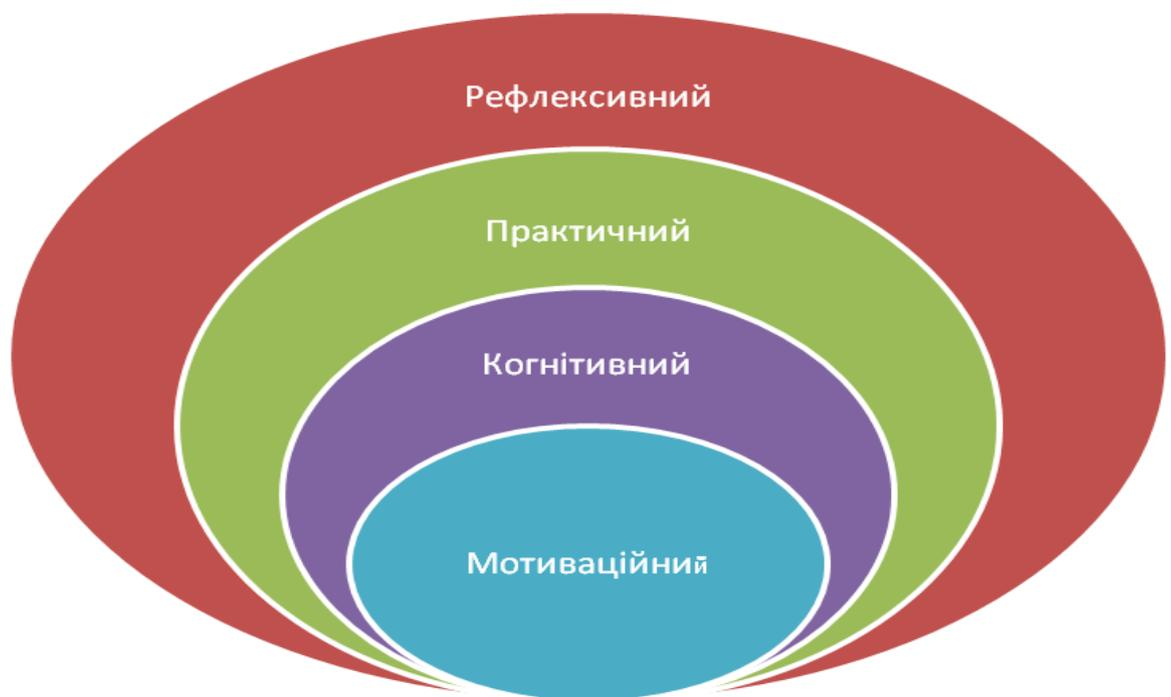 Рефлексивний
Практичний
Когнітивний
Мотиваційний